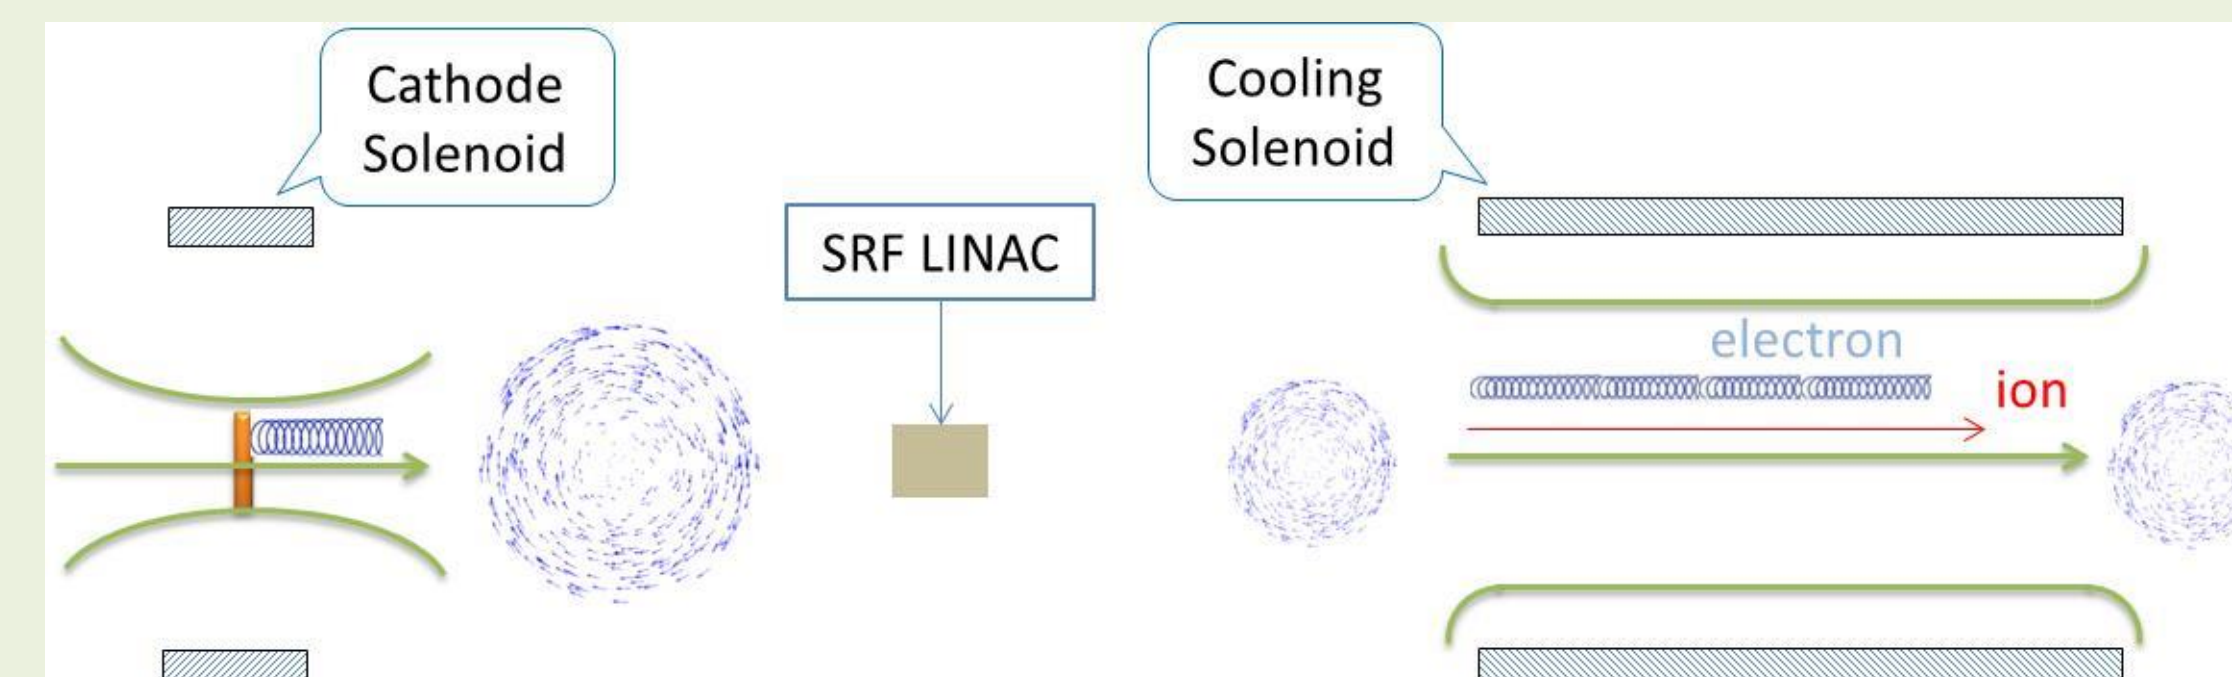 Cathode
Solenoid
Cooling
Solenoid
SRF LINAC
electron
ion